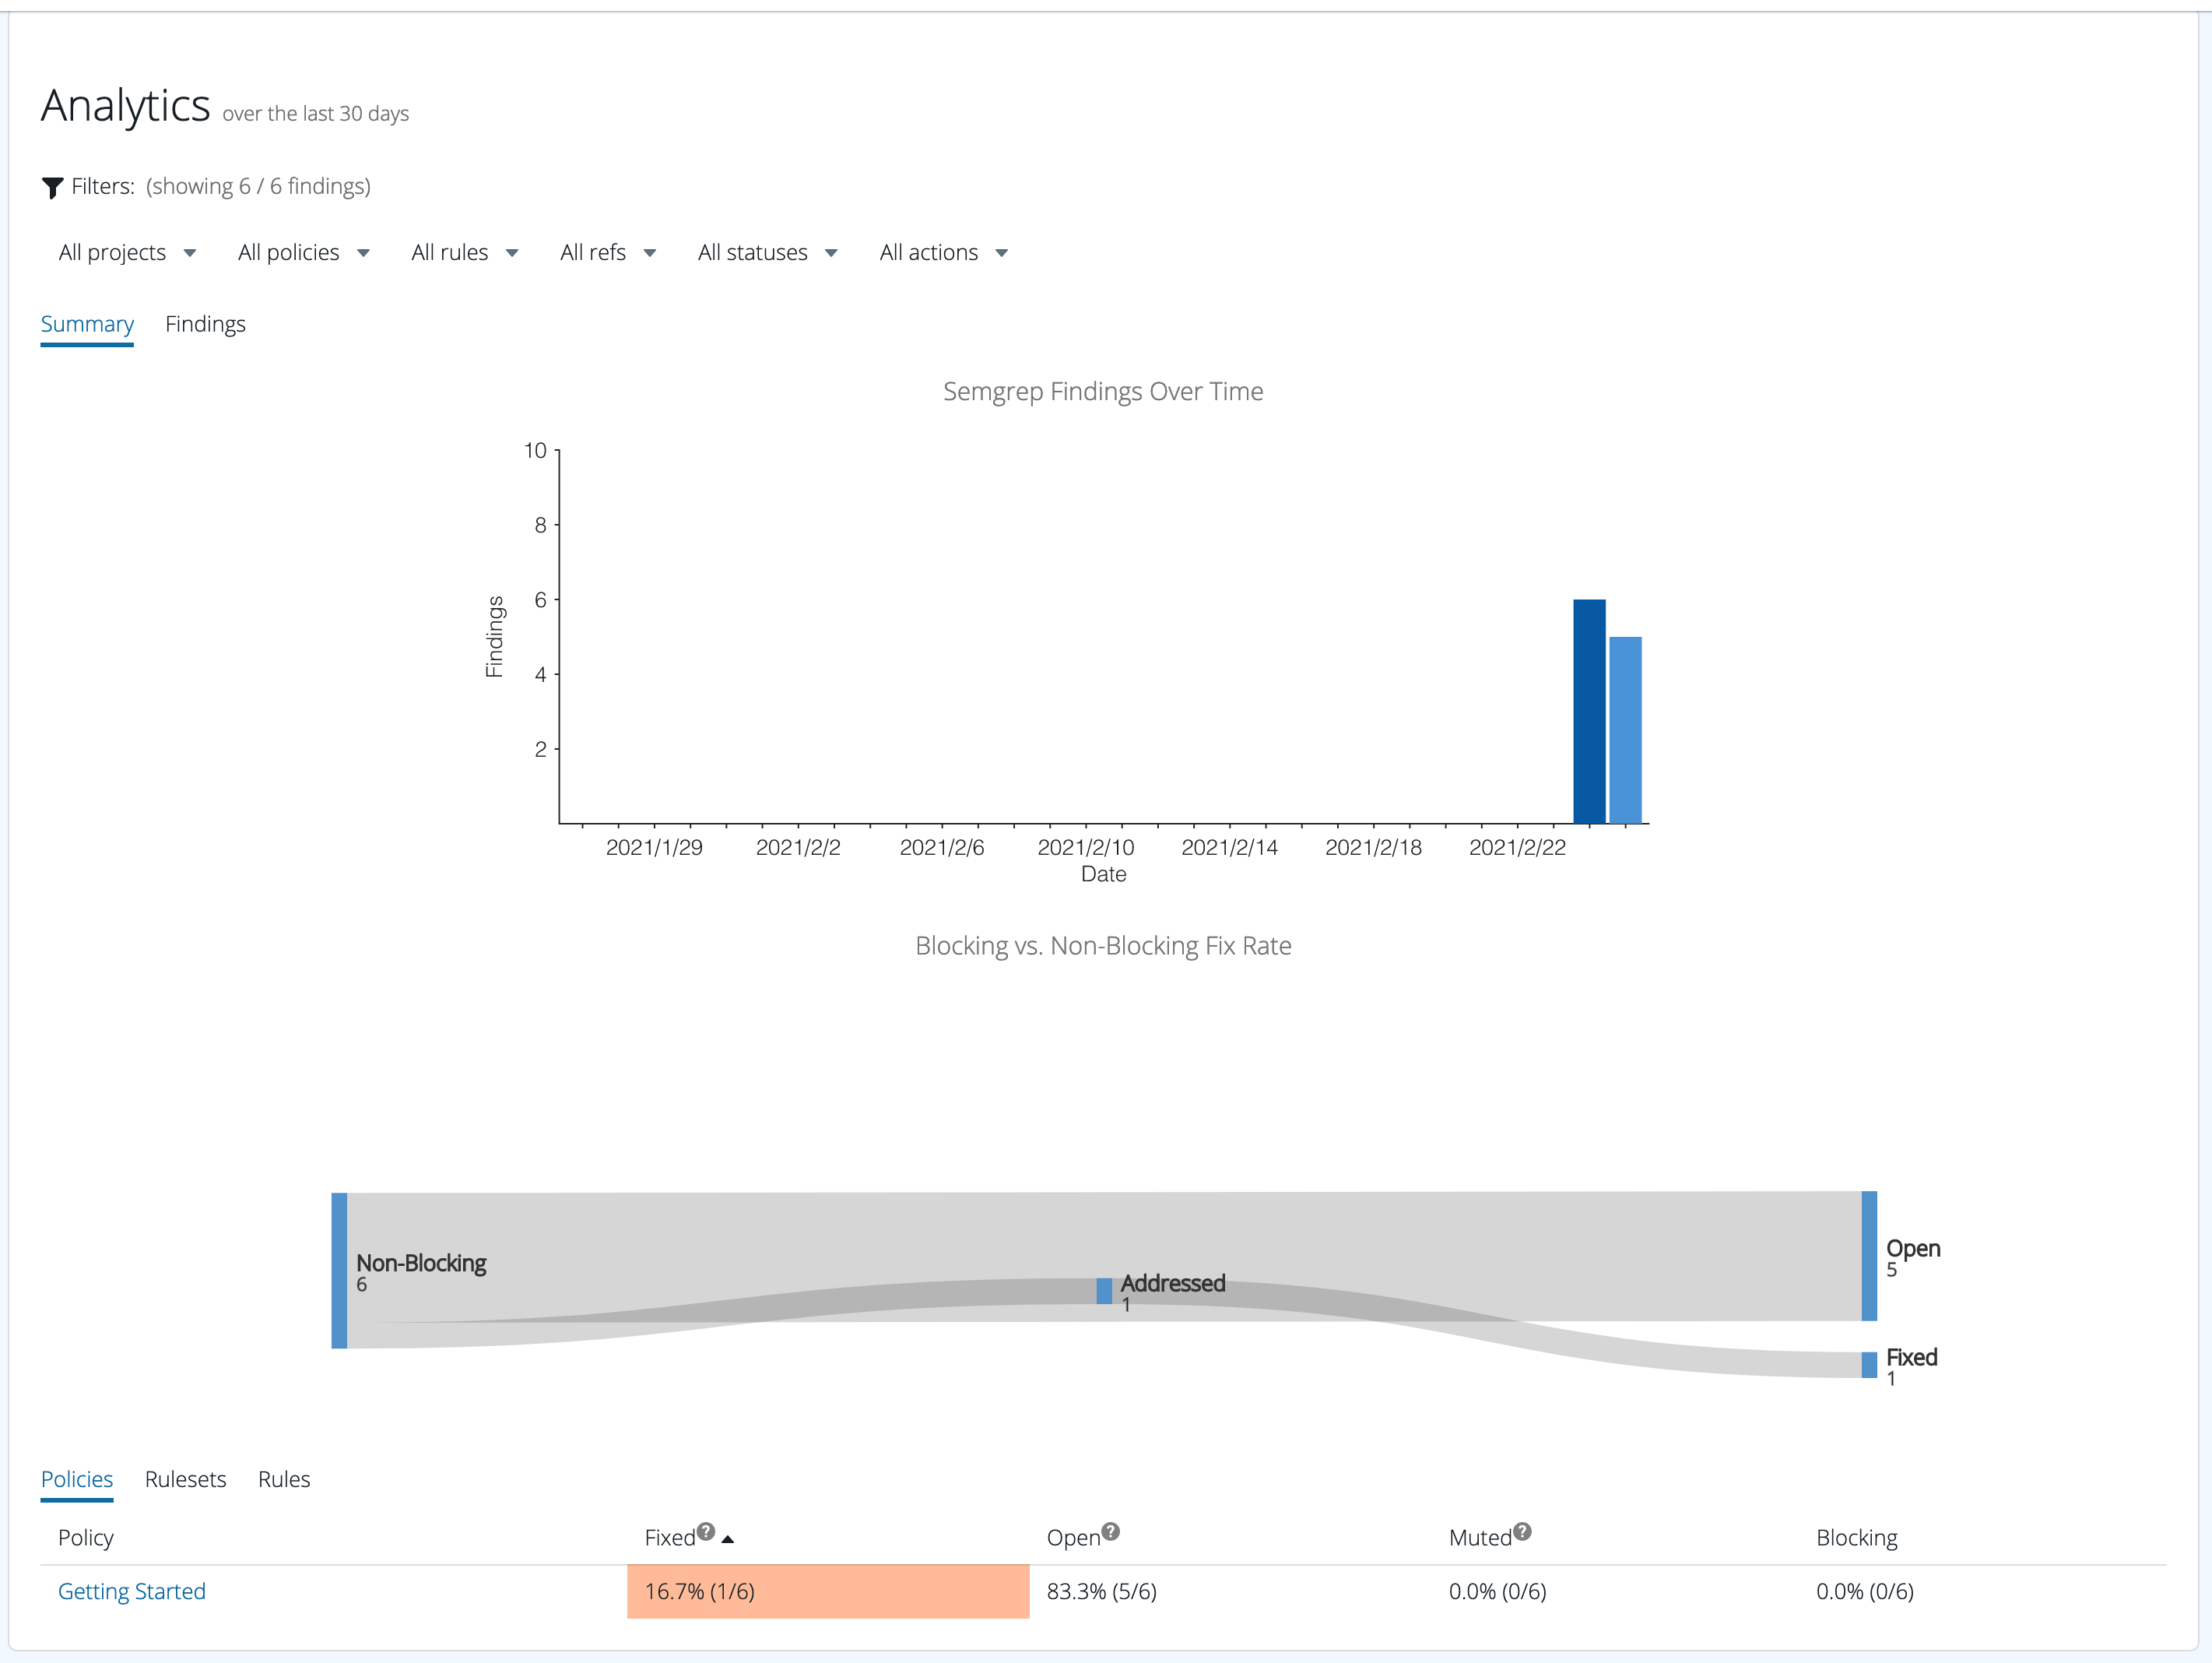 Analytics over the last 30 days
Filters: (showing 6 / 6 findings)
All projects All policies All rules All refs All statuses All actions
Summary Findings
Semgrep Findings Over Time
10
8
6
4
2
Findings
2021/1/29 2021/2/2 2021/2/6 2021/2/10 2021/2/14 2021/2/18 2021/2/22
Date
Blocking vs. Non-Blocking Fix Rate
Non-Blocking
6
Addressed
1
Open
5
Fixed
1
Policies Rulesets Rules
Policy Fixed? Open? Muted? Blocking
Getting Started 16.7% (1/6) 83.3% (5/6) 0.0% (0/6) 0.0% (0/6)